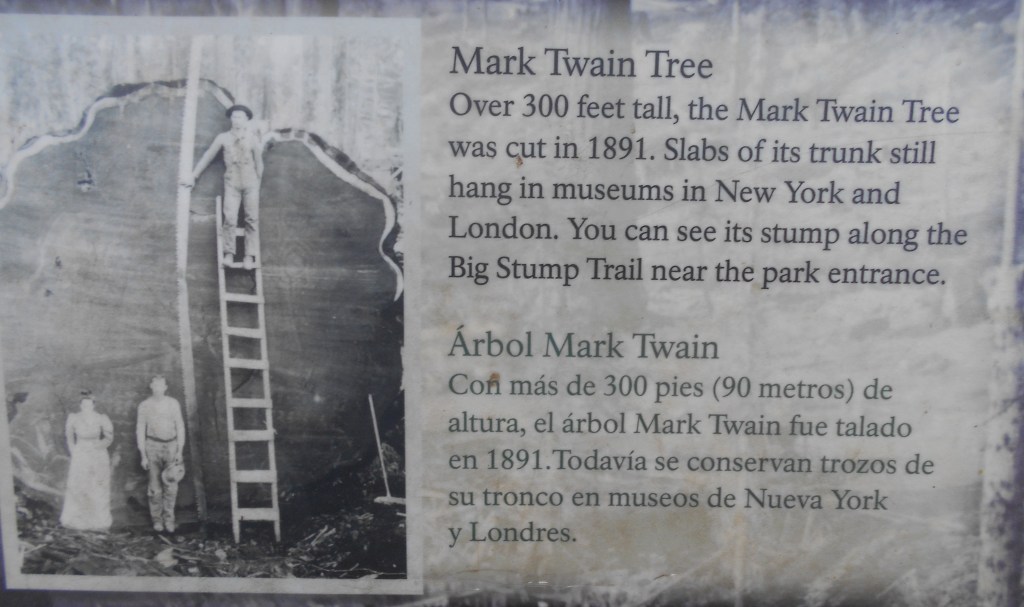 Mark Twain Tree
Over 300 feet tall, the Mark Twain Tree
was cut in 1891. Slabs of its trunk still
hang in museums in New York and
London. You can see its stump along the
Big Stump Trail near the park entrance.
Árbol Mark Twain
Con más de 300 pies (90 metros) de
altura, el árbol Mark Twain fue talado
en 1891.Todavía se conservan trozos de
su tronco en museos de Nueva York
y Londres.